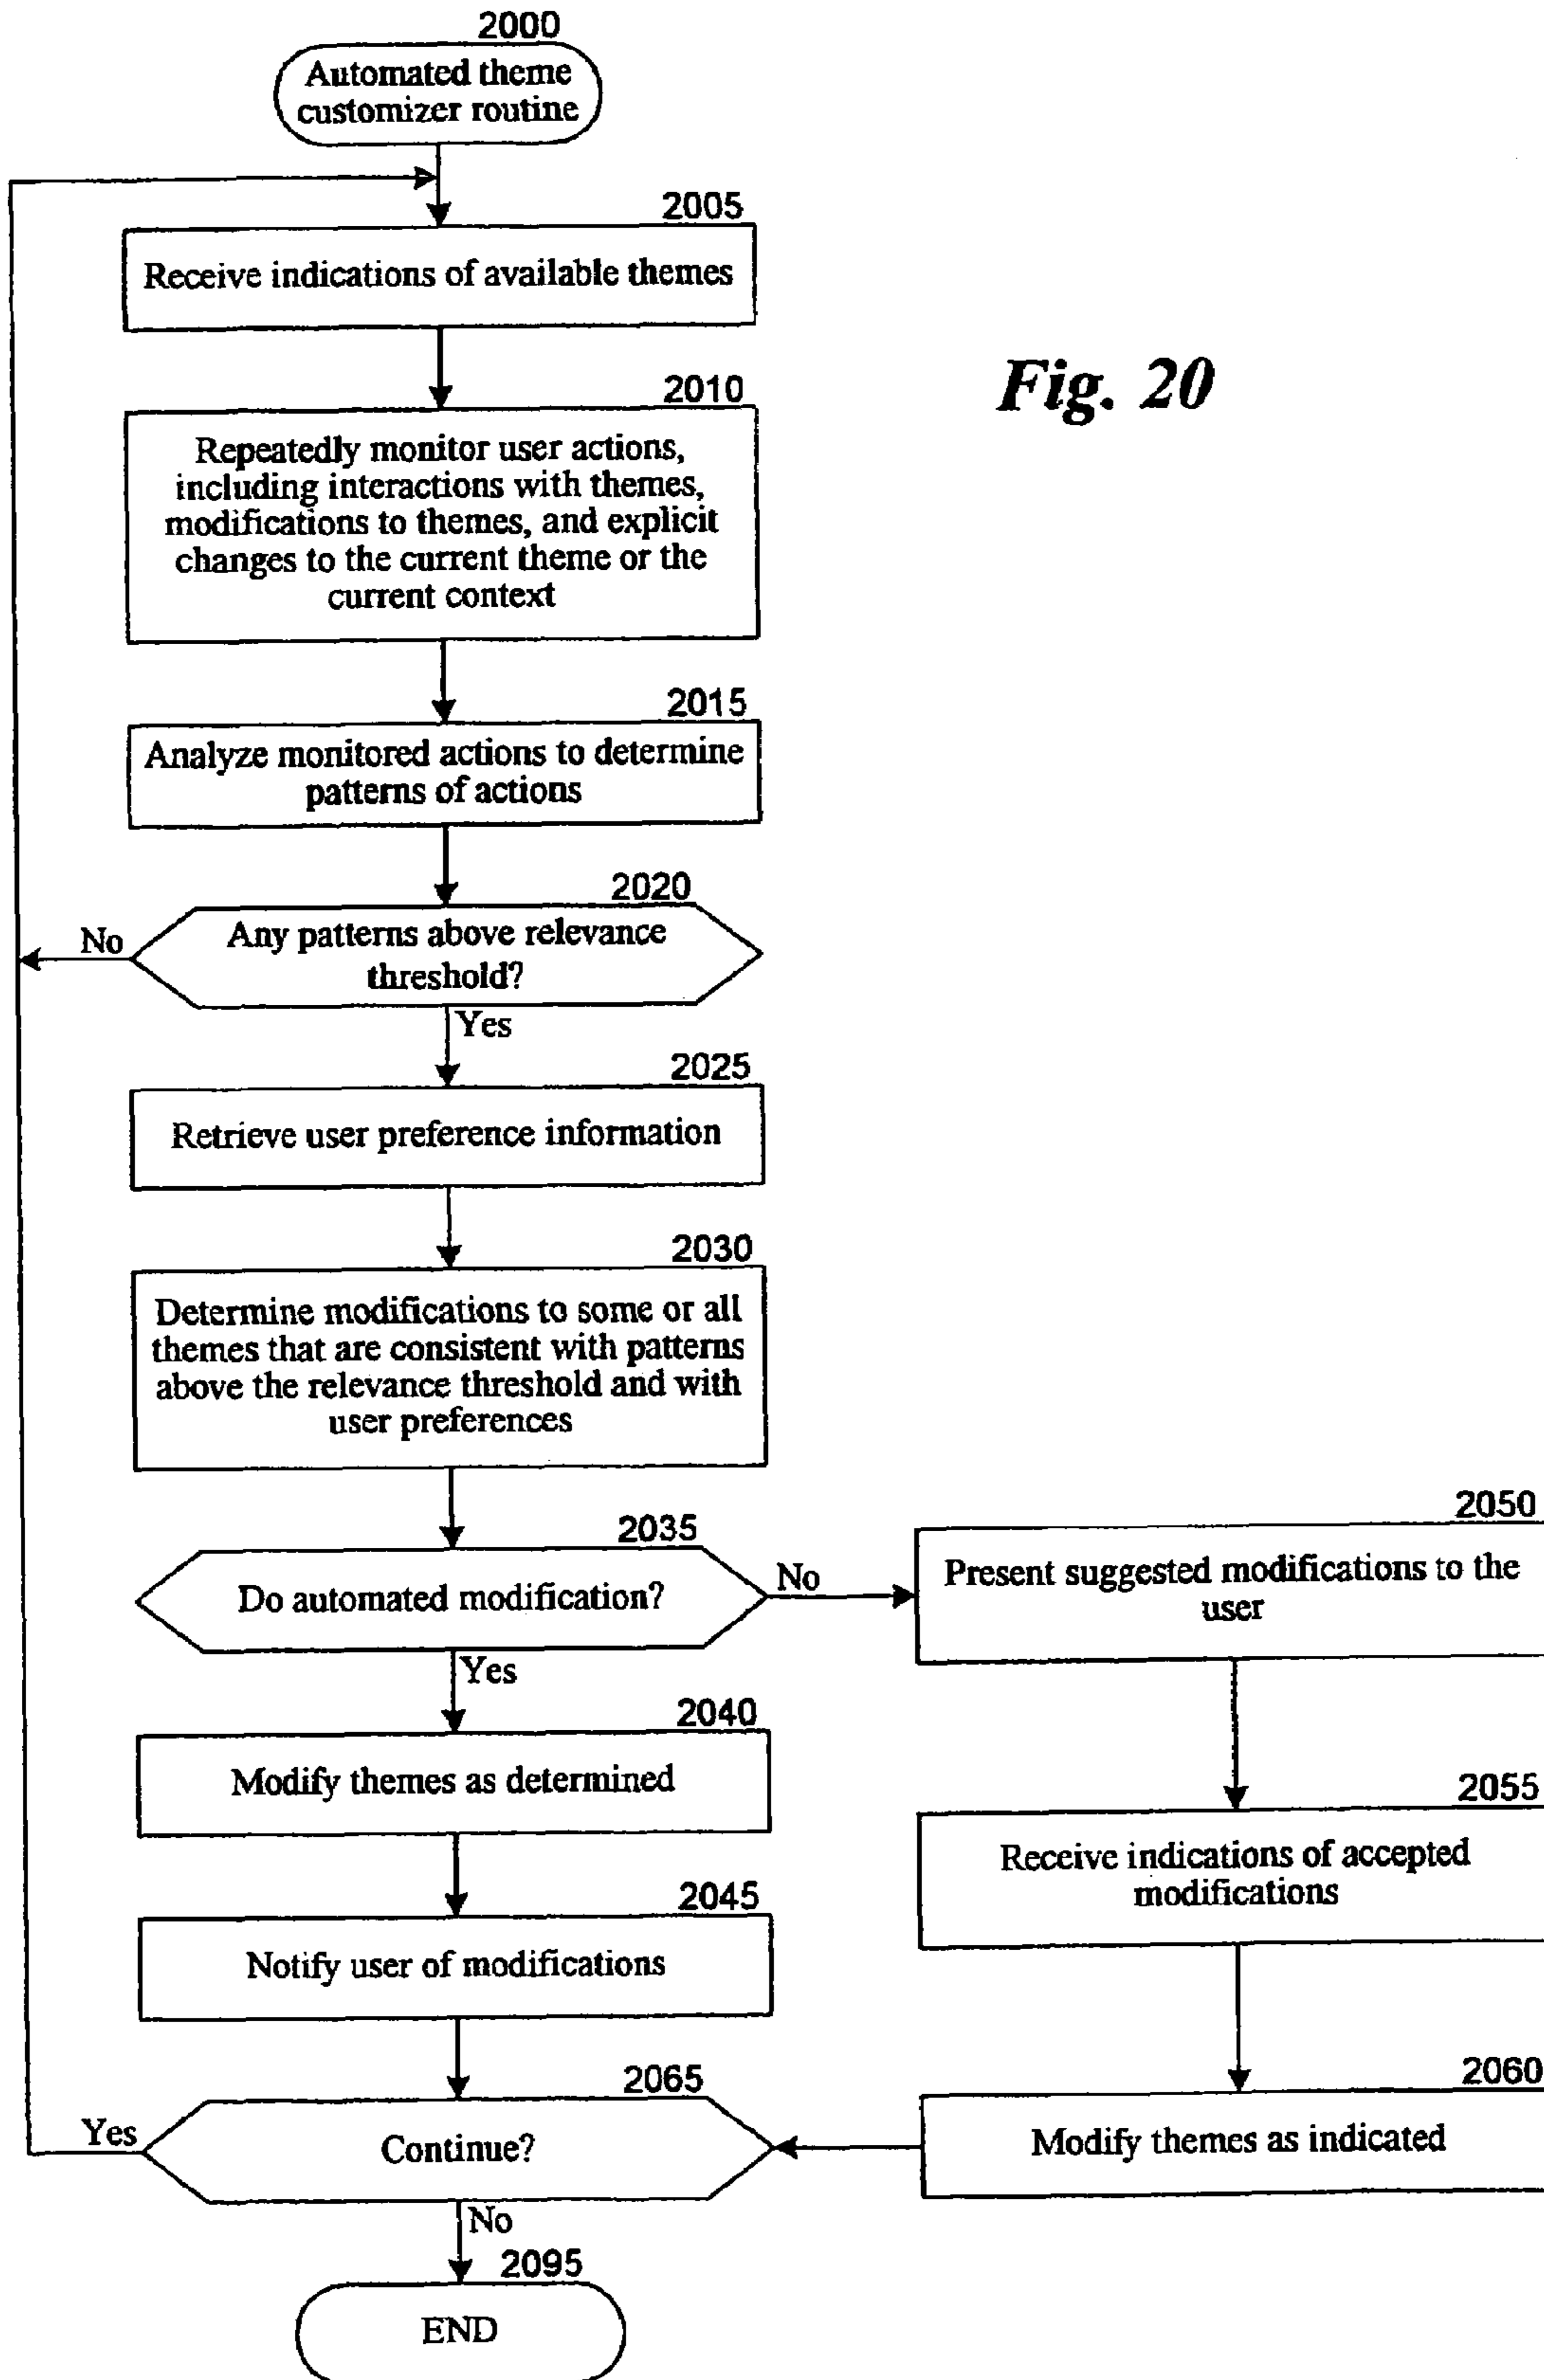 2000
Automated theme
customizer routine
2005
Receive indications of available themes
Fig. 20
2010
Repeatedly monitor user actions,
including interactions with themes,
modifications to themes, and explicit
changes to the current theme or the
current context
2015
Analyze monitored actions to determine
patterns of actions
2020
No
Any patterns above relevance
threshold?
Yes
2025
Retrieve user preference information
2030
Determine modifications to some or all
themes that are consistent with patterns
above the relevance threshold and with
user preferences
2035
Do automated modification?
No
Yes
2050
Present suggested modifications to the
user
2040
Modify themes as determined
2055
Receive indications of accepted
modifications
2045
Notify user of modifications
2065
Yes
Continue?
No
2060
Modify themes as indicated
2095
END